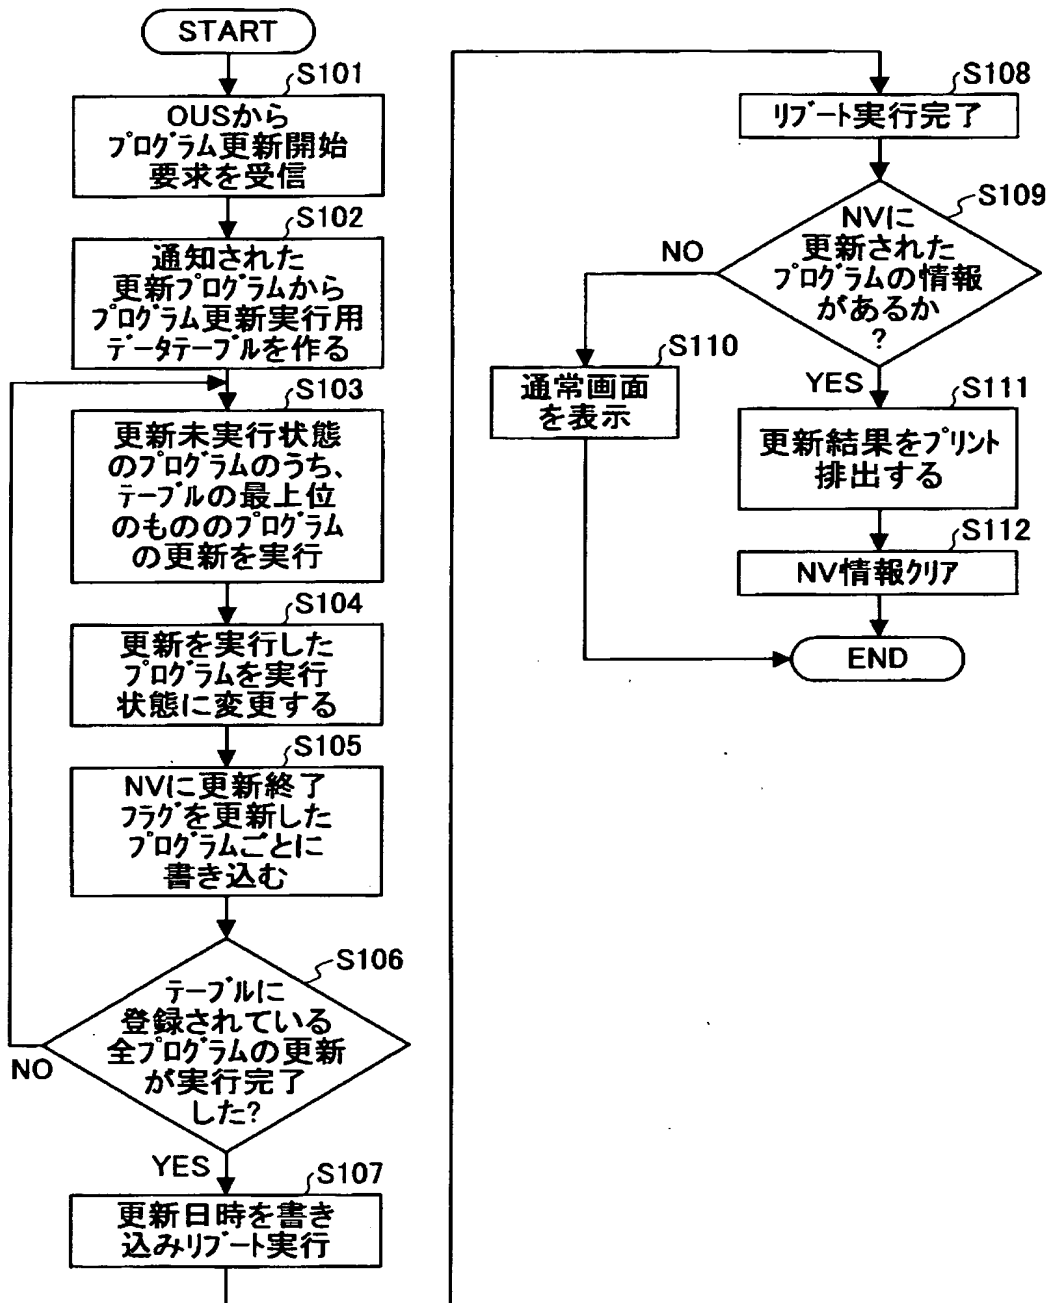 START
S101
OUSから
プログラム更新開始
要求を受信
S102
通知された
更新プログラムから
プログラム更新実行用
データテーブルを作る
S103
更新未実行状態
のプログラムのうち、
テーブルの最上位
のもののプログラム
の更新を実行
S104
更新を実行した
プログラムを実行
状態に変更する
S105
NVに更新終了
フラグを更新した
プログラムごとに
書き込む
S106
テーブルに
登録されている
全プログラムの更新
が実行完了
した?
NO
YES
S107
更新日時を書き
込みリブート実行
S108
リブート実行完了
S109
NVに
更新された
プログラムの情報
があるか
?
NO
S110
通常画面
を表示
YES
S111
更新結果をプリント
排出する
S112
NV情報クリア
END